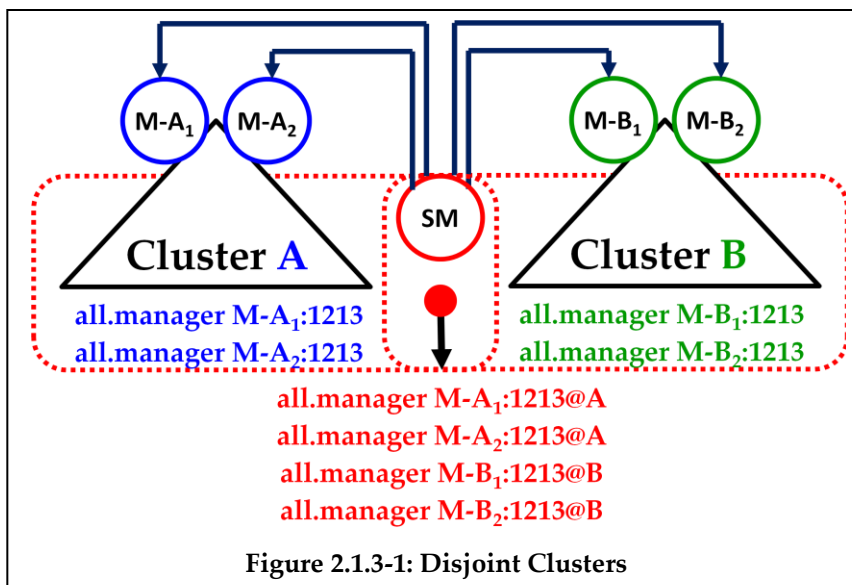 M-A₁ M-A₂ M-B₁ M-B₂
SM
Cluster A Cluster B
all.manager M-A₁:1213 all.manager M-B₁:1213
all.manager M-A₂:1213 all.manager M-B₂:1213
all.manager M-A₁:1213@A
all.manager M-A₂:1213@A
all.manager M-B₁:1213@B
all.manager M-B₂:1213@B
Figure 2.1.3-1: Disjoint Clusters